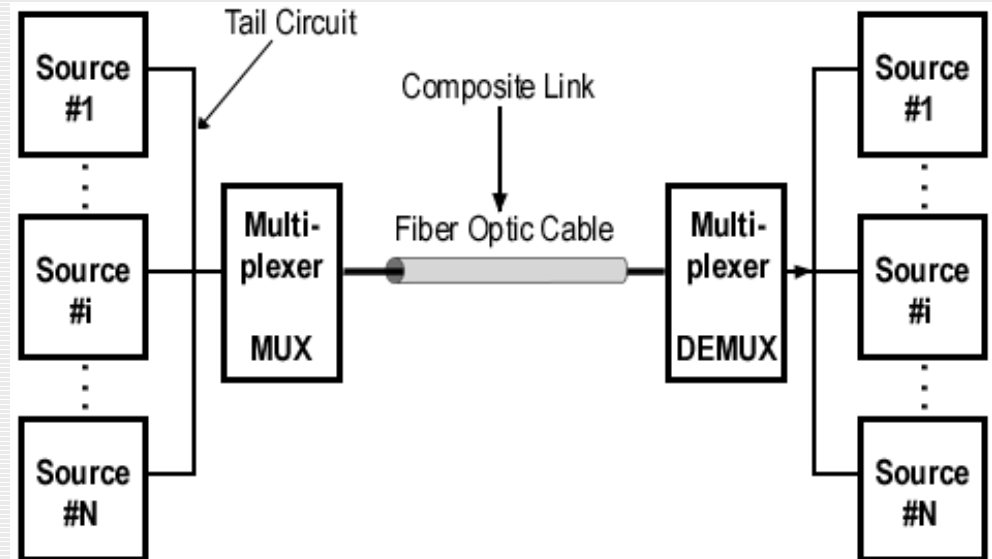 Tail Circuit
Source
#1
Source
#i
Source
#N
Multi-
plexer
MUX
Composite Link
Fiber Optic Cable
Multi-
plexer
DEMUX
Source
#1
Source
#i
Source
#N